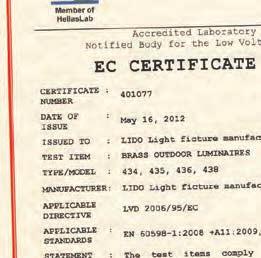 Member of
HellasLab
Accredited Laboratory
Notified Body for the Low Volt
EC CERTIFICATE
CERTIFICATE : 401077
NUMBER
DATE OF : May 16, 2012
ISSUE
ISSUED TO : LIDO Light ficture manufac
TEST ITEM : BRASS OUTDOOR LUMINAIRES
TYPE/MODEL : 434, 435, 436, 438
MANUFACTURER: LIDO Light ficture manufac
APPLICABLE : LVD 2006/95/EC
DIRECTIVE
APPLICABLE : EN 60598-1:2008 +A11:2009,
STANDARDS
STATEMENT : The test items comply